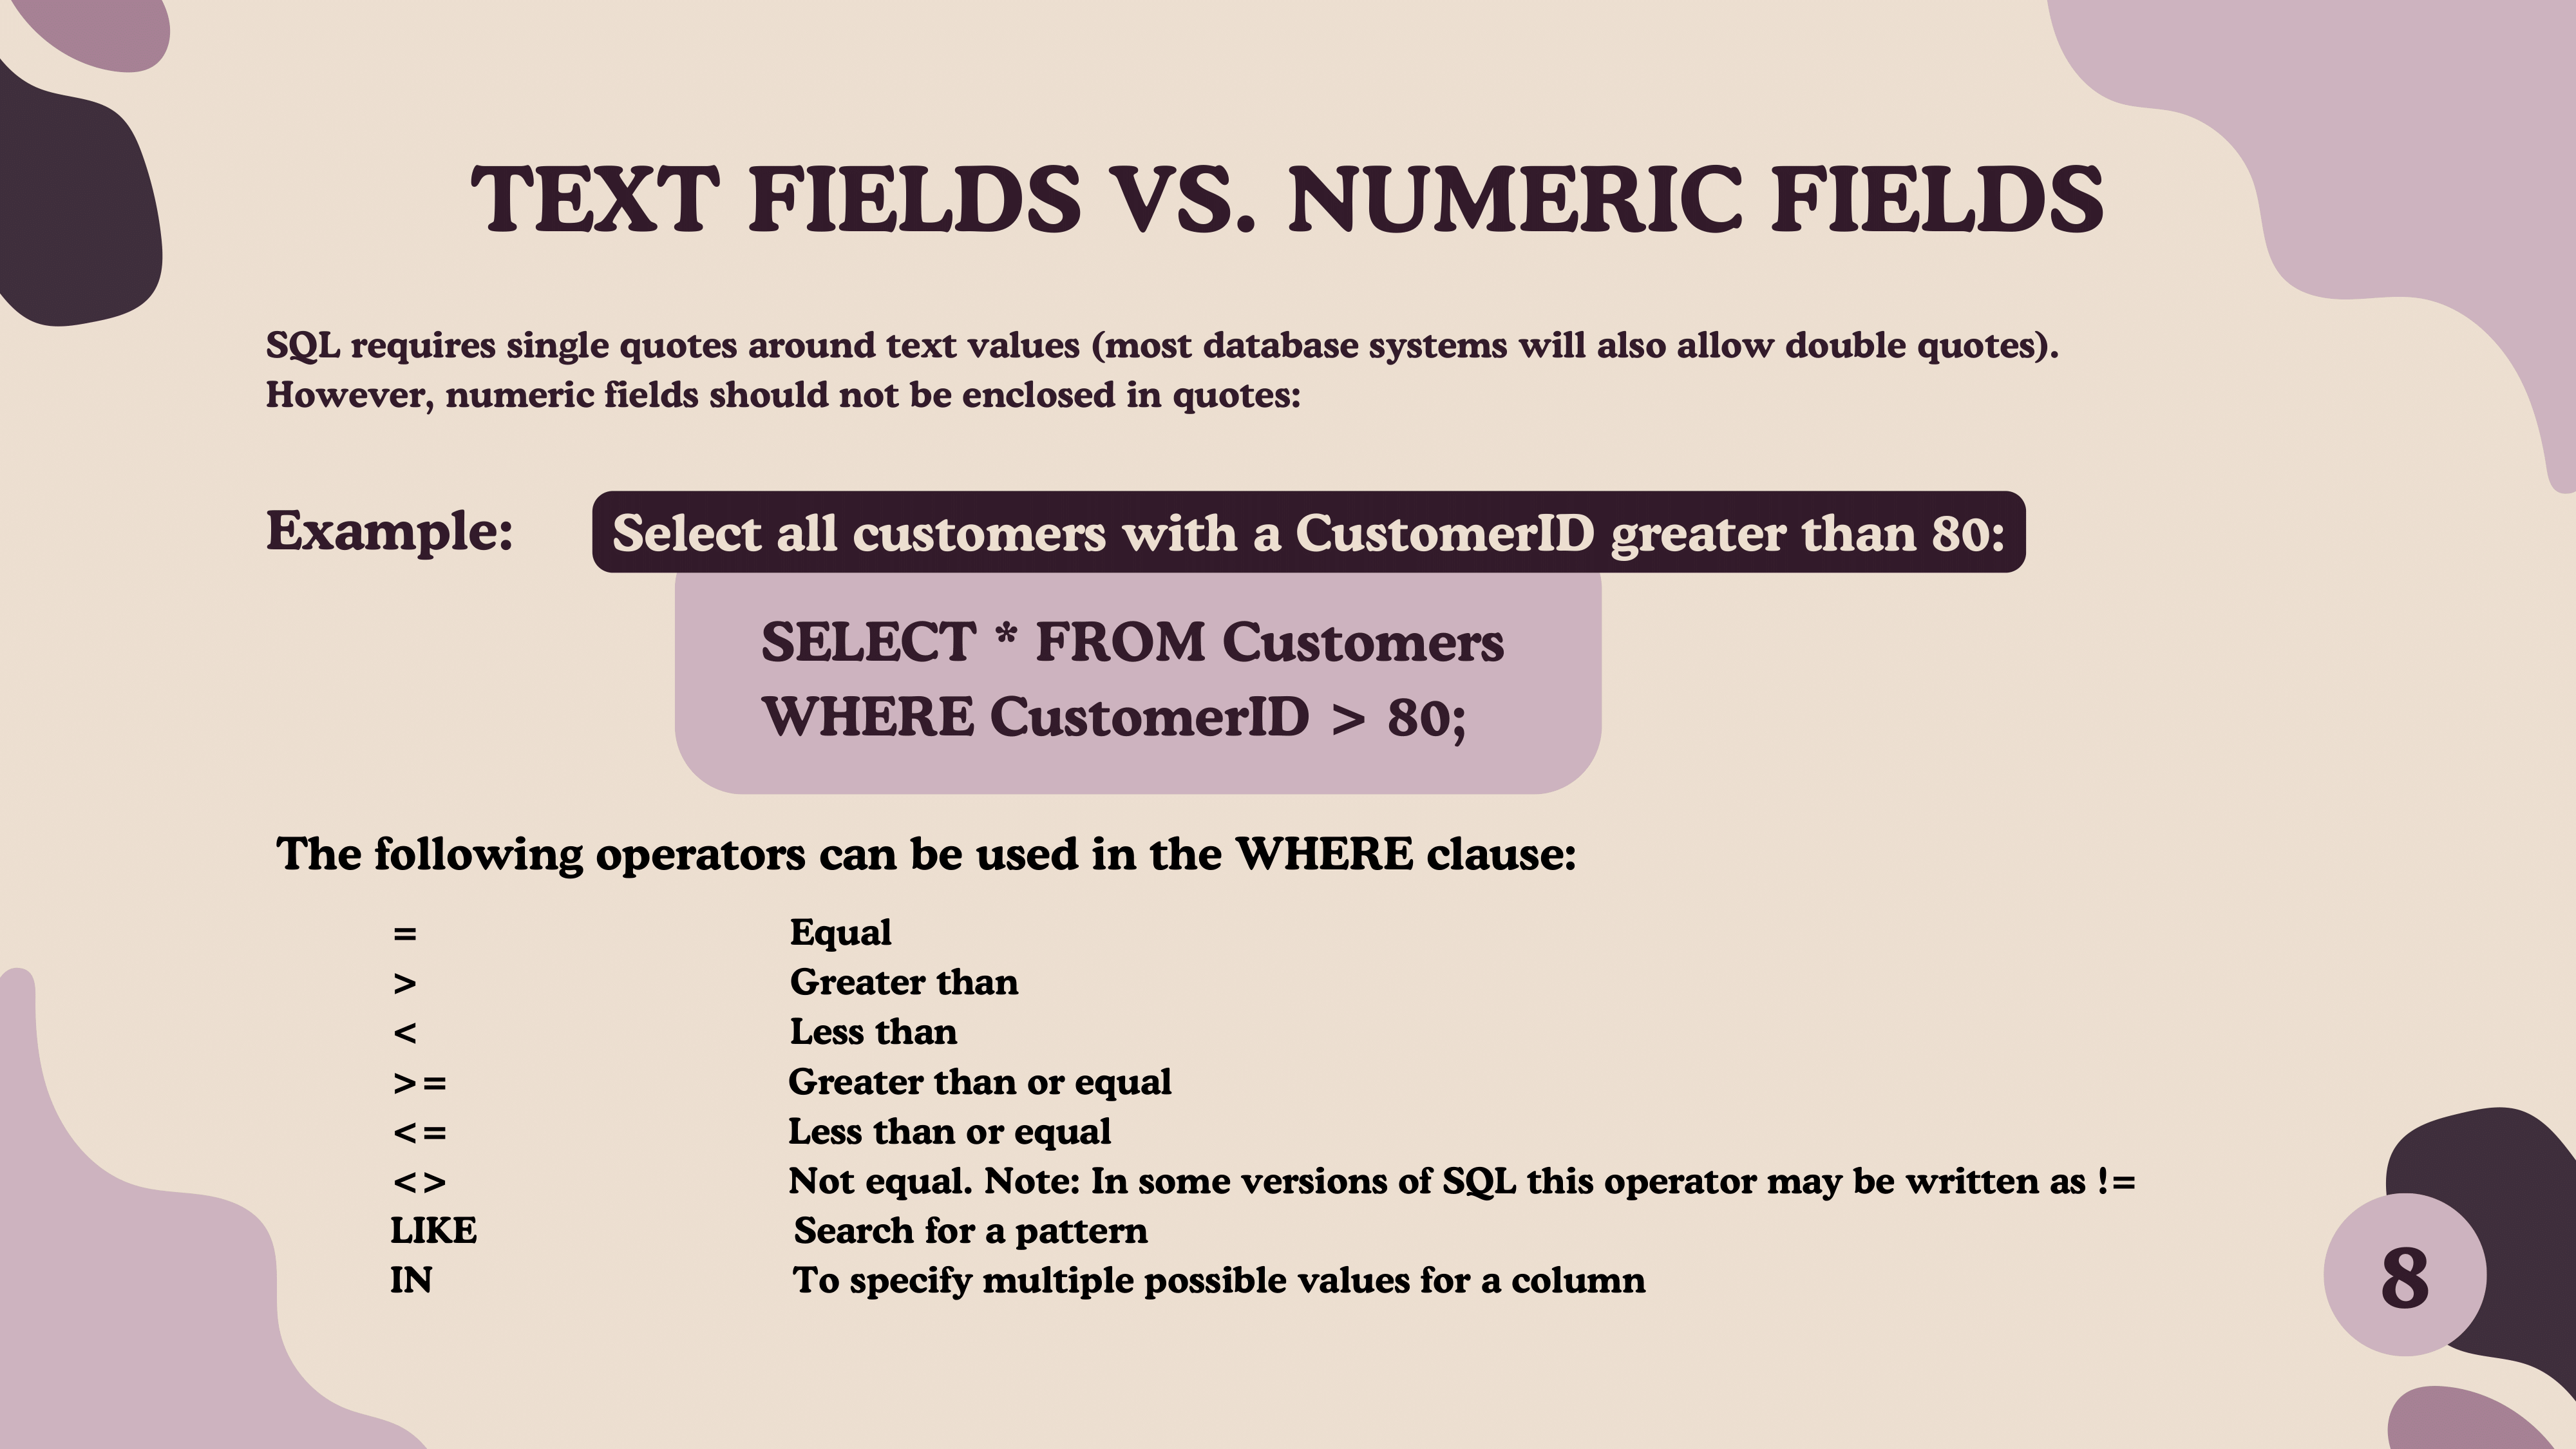 TEXT FIELDS VS. NUMERIC FIELDS
SQL requires single quotes around text values (most database systems will also allow double quotes).
However, numeric fields should not be enclosed in quotes:
Example:
Select all customers with a CustomerID greater than 80:
SELECT * FROM Customers
WHERE CustomerID > 80;
The following operators can be used in the WHERE clause:
= Equal
> Greater than
< Less than
>= Greater than or equal
<= Less than or equal
<> Not equal. Note: In some versions of SQL this operator may be written as !=
LIKE Search for a pattern
IN To specify multiple possible values for a column
8